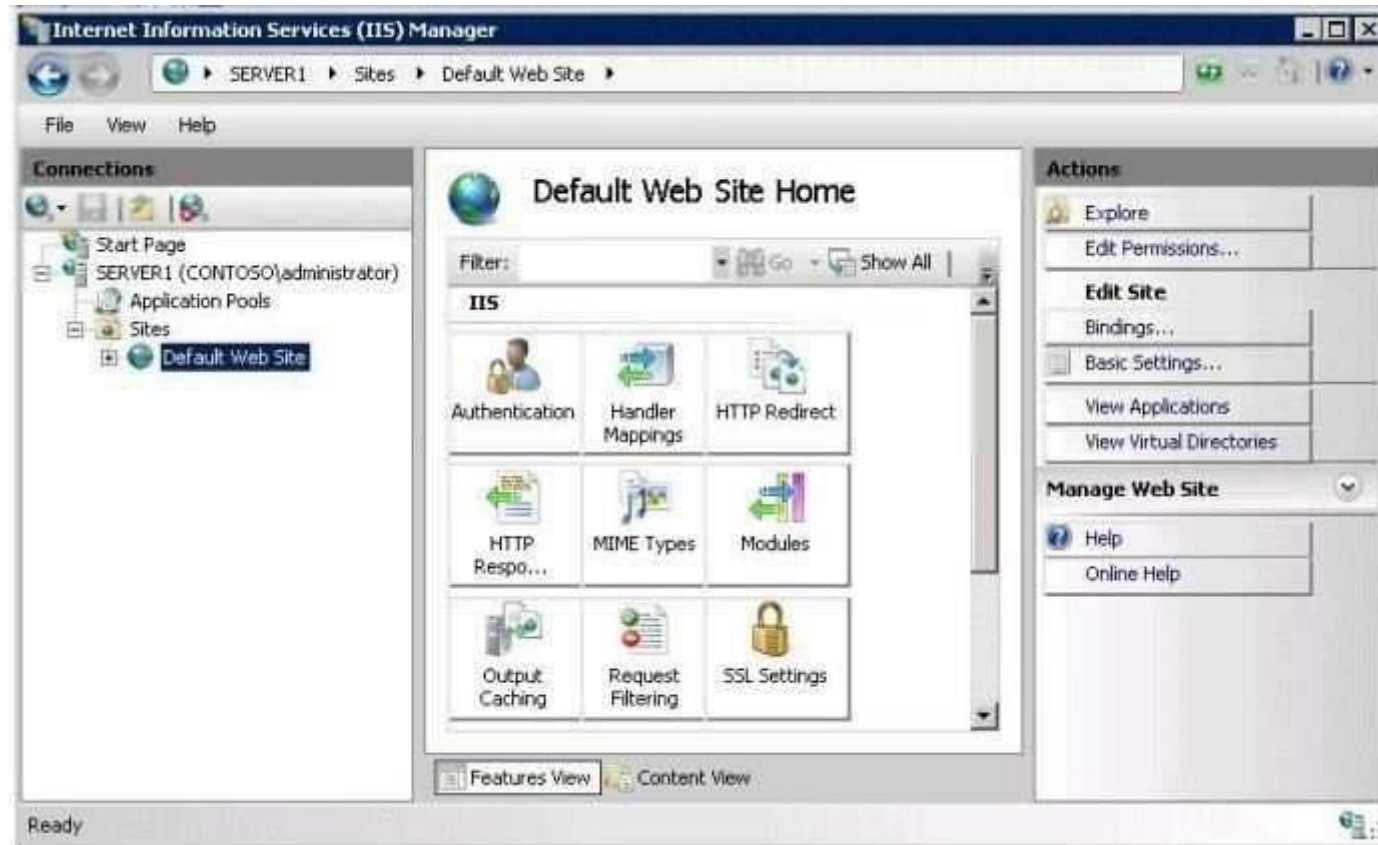 Internet Information Services (IIS) Manager
SERVER1 Sites Default Web Site
File View Help
Connections
Start Page
SERVER1 (CONTOSO\administrator)
Application Pools
Sites
Default Web Site
Default Web Site Home
Filter: Go Show All
IIS
Authentication
Handler
Mappings
HTTP Redirect
HTTP
Respo...
MIME Types
Modules
Output
Caching
Request
Filtering
SSL Settings
Features View Content View
Actions
Explore
Edit Permissions...
Edit Site
Bindings...
Basic Settings...
View Applications
View Virtual Directories
Manage Web Site
Help
Online Help
Ready